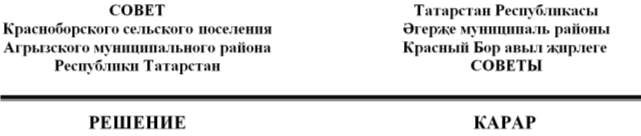 СОВЕТ
Красноборского сельского поселения
Агрызского муниципального района
Республики Татарстан
Татарстан Республикасы
Әгерҗе муниципаль районы
Красный Бор авыл җирлеге
СОВЕТЫ
РЕШЕНИЕ
КАРАР